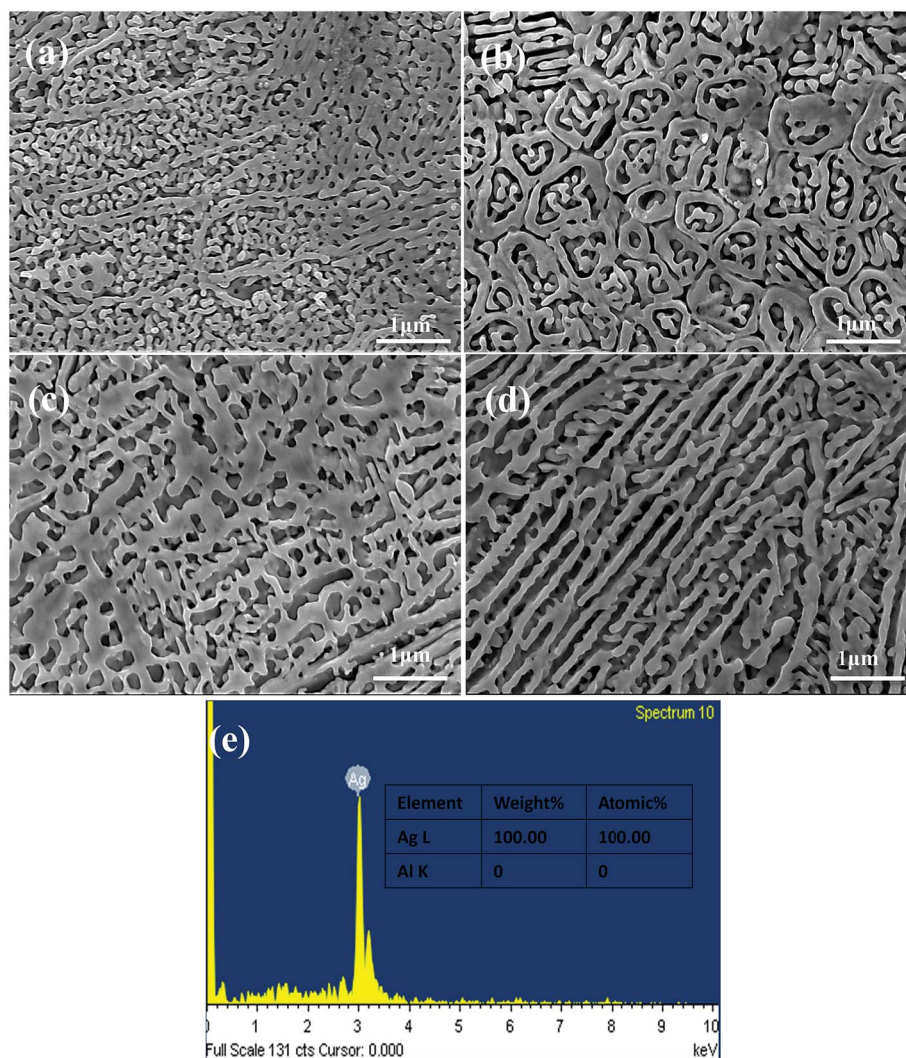 (a)
1µm
(b)
1µm
(c)
1µm
(d)
1µm
(e)
Spectrum 10
Ag
Element Weight% Atomic%
Ag L 100.00 100.00
Al K 0 0
0 1 2 3 4 5 6 7 8 9 10
Full Scale 131 cts Cursor: 0.000 keV